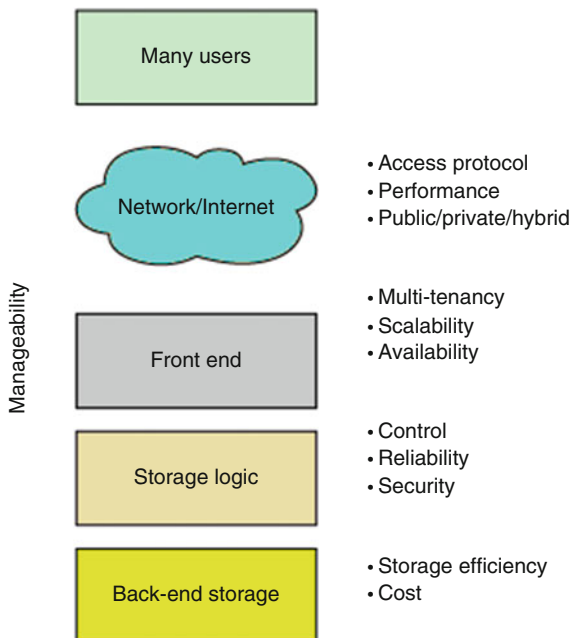 Many users
Network/Internet
• Access protocol
• Performance
• Public/private/hybrid
Manageability
Front end
• Multi-tenancy
• Scalability
• Availability
Storage logic
• Control
• Reliability
• Security
Back-end storage
• Storage efficiency
• Cost